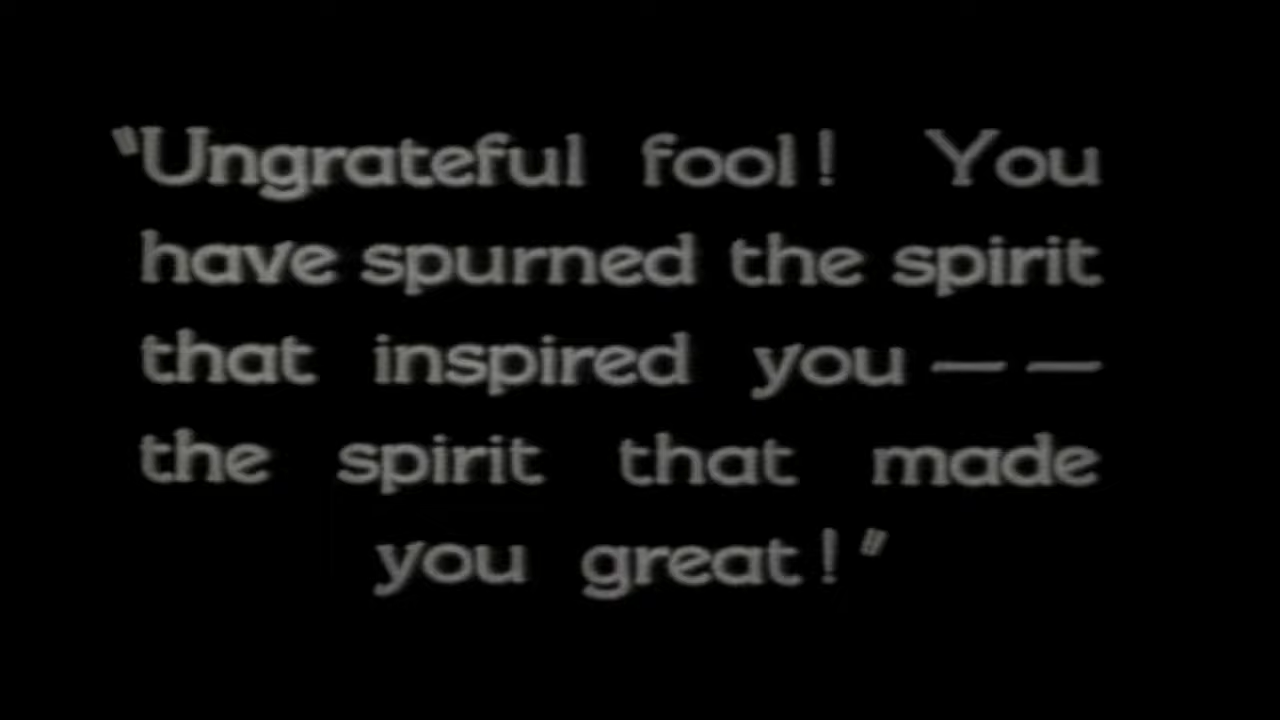 "Ungrateful fool! You
have spurned the spirit
that inspired you — —
the spirit that made
you great!"